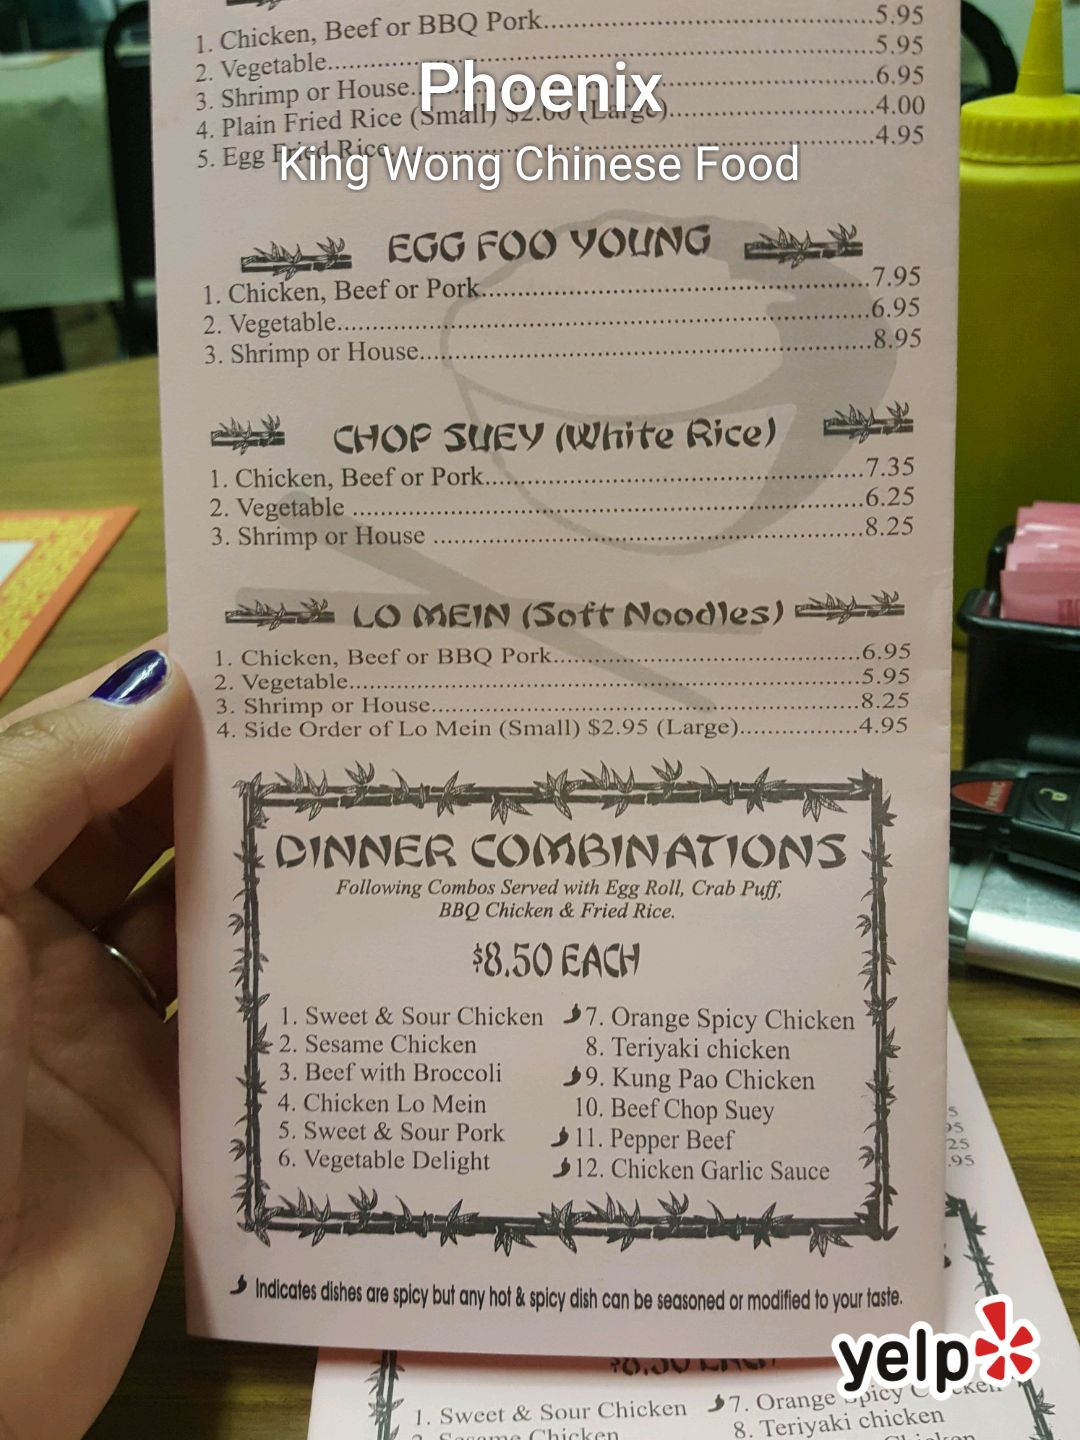 1. Chicken, Beef or BBQ Pork 5.95
2. Vegetable 5.95
Phoenix
3. Shrimp or House 6.95
4. Plain Fried Rice (Small) $2.00 (Large) 4.00
5. Egg Fried Rice 4.95
King Wong Chinese Food
EGG FOO YOUNG
1. Chicken, Beef or Pork 7.95
2. Vegetable 6.95
3. Shrimp or House 8.95
CHOP SUEY (White Rice)
1. Chicken, Beef or Pork 7.35
2. Vegetable 6.25
3. Shrimp or House 8.25
LO MEIN (Soft Noodles)
1. Chicken, Beef or BBQ Pork 6.95
2. Vegetable 5.95
3. Shrimp or House 8.25
4. Side Order of Lo Mein (Small) $2.95 (Large) 4.95
DINNER COMBINATIONS
Following Combos Served with Egg Roll, Crab Puff,
BBQ Chicken & Fried Rice.
$8.50 EACH
1. Sweet & Sour Chicken
2. Sesame Chicken
3. Beef with Broccoli
4. Chicken Lo Mein
5. Sweet & Sour Pork
6. Vegetable Delight
7. Orange Spicy Chicken
8. Teriyaki chicken
9. Kung Pao Chicken
10. Beef Chop Suey
11. Pepper Beef
12. Chicken Garlic Sauce
Indicates dishes are spicy but any hot & spicy dish can be seasoned or modified to your taste.
PANIC
yelp
1. Sweet & Sour Chicken
7. Orange Spicy Chicken
8. Teriyaki chicken